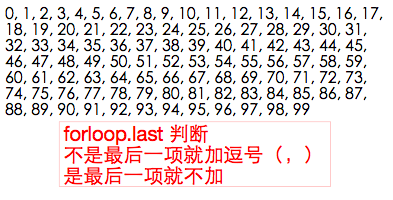 0, 1, 2, 3, 4, 5, 6, 7, 8, 9, 10, 11, 12, 13, 14, 15, 16, 17,
18, 19, 20, 21, 22, 23, 24, 25, 26, 27, 28, 29, 30, 31,
32, 33, 34, 35, 36, 37, 38, 39, 40, 41, 42, 43, 44, 45,
46, 47, 48, 49, 50, 51, 52, 53, 54, 55, 56, 57, 58, 59,
60, 61, 62, 63, 64, 65, 66, 67, 68, 69, 70, 71, 72, 73,
74, 75, 76, 77, 78, 79, 80, 81, 82, 83, 84, 85, 86, 87,
88, 89, 90, 91, 92, 93, 94, 95, 96, 97, 98, 99
forloop.last 判断
不是最后一项就加逗号（，）
是最后一项就不加